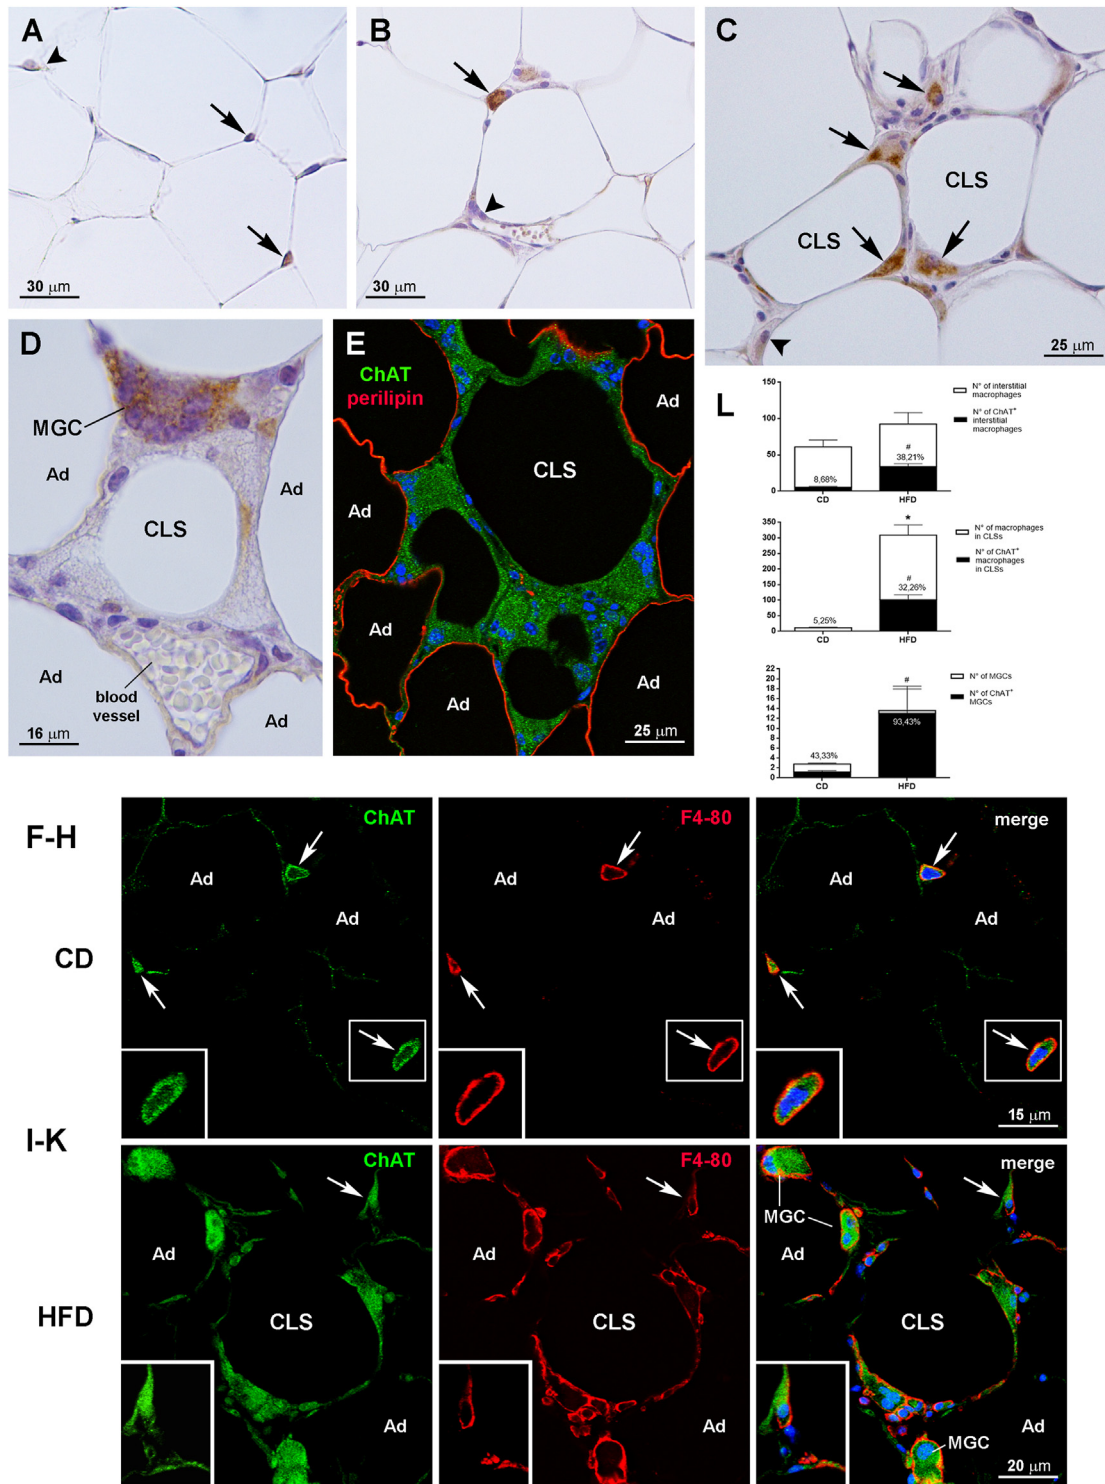 A
30 µm
B
30 µm
C
CLS
CLS
25 µm
D
MGC
Ad
Ad
CLS
Ad
Ad
blood
vessel
16 µm
E
ChAT
perilipin
Ad
CLS
Ad
Ad
Ad
Ad
25 µm
L
150
100
50
0
8,68%
#
38,21%
CD
HFD
N° of interstitial
macrophages
N° of ChAT+
interstitial
macrophages
350
300
250
200
150
100
50
0
5,25%
*
#
32,26%
CD
HFD
N° of macrophages
in CLSs
N° of ChAT+
macrophages
in CLSs
22
20
18
16
14
12
10
8
6
4
2
0
43,33%
#
93,43%
CD
HFD
N° of MGCs
N° of ChAT+
MGCs
F-H
CD
ChAT
Ad
Ad
F4-80
Ad
Ad
merge
Ad
Ad
15 µm
I-K
HFD
ChAT
Ad
CLS
F4-80
Ad
CLS
Ad
merge
MGC
Ad
CLS
Ad
MGC
20 µm